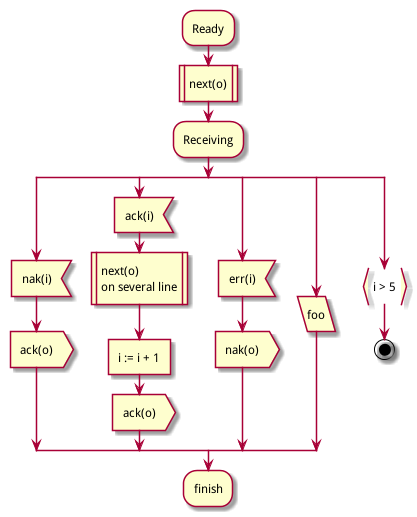 Ready
next(o)
Receiving
nak(i)
ack(o)
ack(i)
next(o)
on several line
i := i + 1
ack(o)
err(i)
nak(o)
foo
i > 5
finish